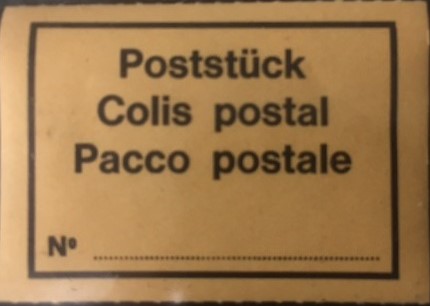 Poststück
Colis postal
Pacco postale
Nº ................................................